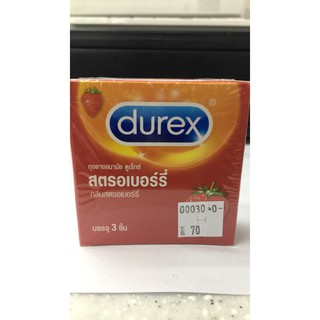 durex
ถุงยางอนามัย ดูเร็กซ์
สตรอเบอร์รี่
กลิ่นสตรอเบอร์รี่
บรรจุ 3 ชิ้น
00030 40-
70